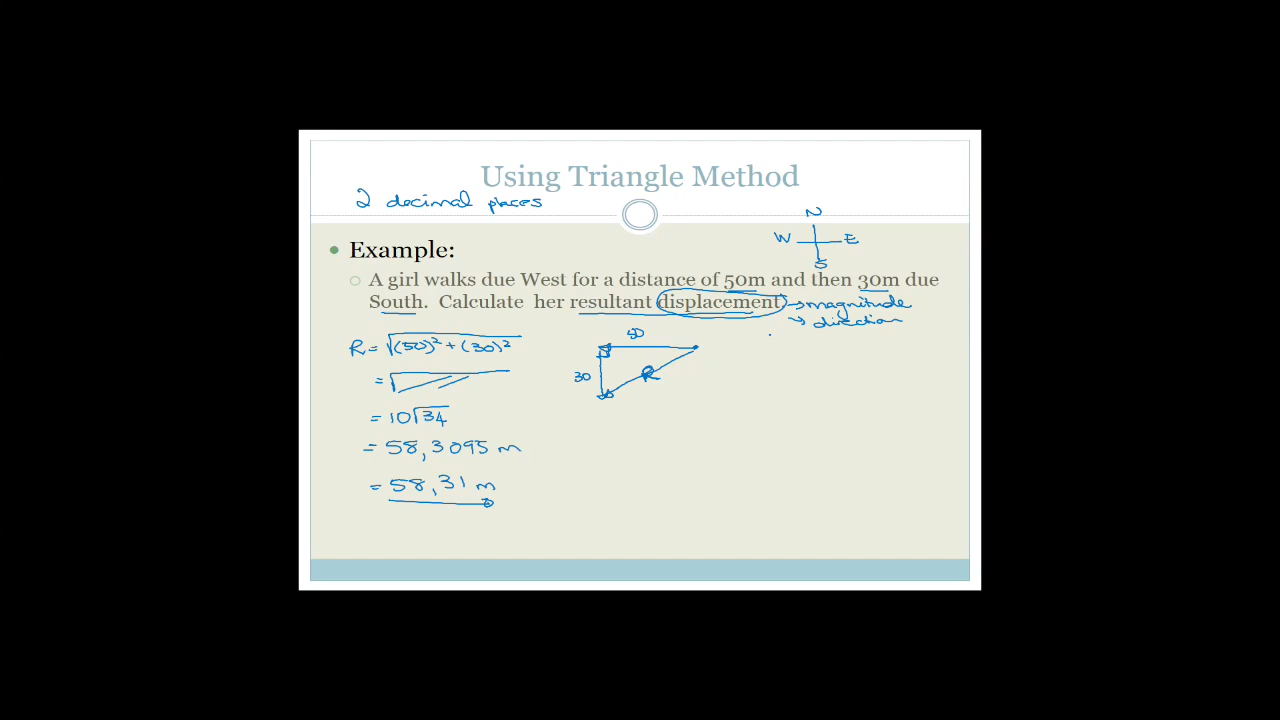 Using Triangle Method
2 decimal places
N
W E
S
Example:
A girl walks due West for a distance of 50m and then 30m due
South. Calculate her resultant displacement. → magnitude
→ direction
R = √(50)² + (30)²
=√
= 10√34
= 58,3095 m
= 58,31 m
50
30
R